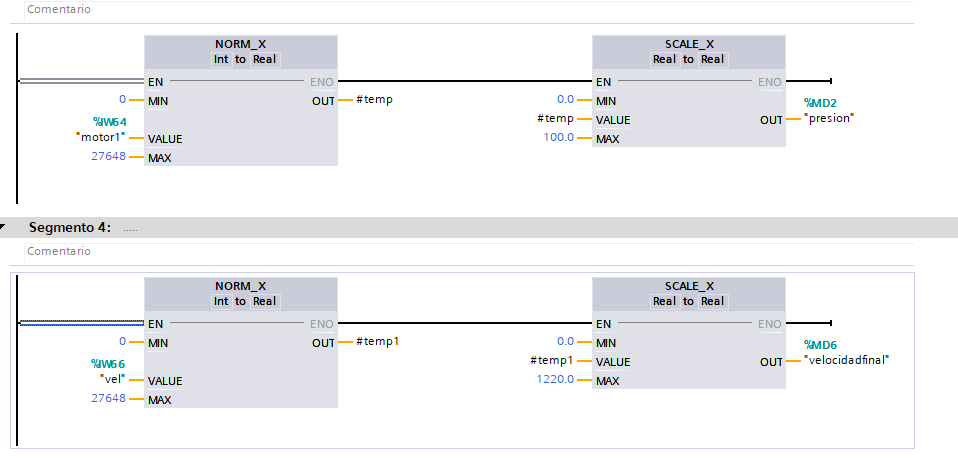 Comentario
NORM_X
Int to Real
EN ENO
0 MIN OUT #temp
%IW64
"motor1" VALUE
27648 MAX
SCALE_X
Real to Real
EN ENO
0.0 MIN
#temp VALUE OUT
%MD2
"presion"
100.0 MAX
Segmento 4: .....
Comentario
NORM_X
Int to Real
EN ENO
0 MIN OUT #temp1
%IW66
"vel" VALUE
27648 MAX
SCALE_X
Real to Real
EN ENO
0.0 MIN
#temp1 VALUE OUT
%MD6
"velocidadfinal"
1220.0 MAX